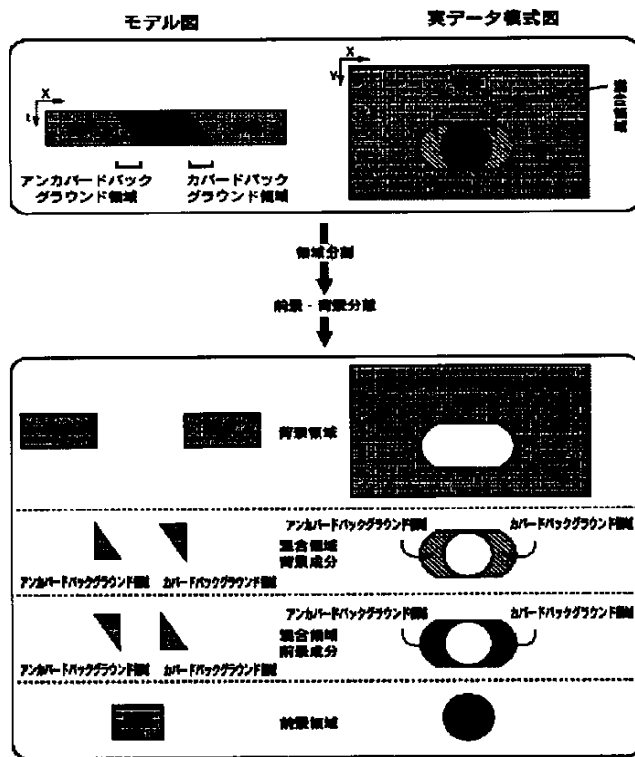 モデル図
実データ模式図
X
t
X
Y
アンカバードバック
グラウンド領域
カバードバック
グラウンド領域
領域分割
前景・背景分離
背景領域
アンカバードバックグラウンド領域
カバードバックグラウンド領域
混合領域
背景成分
アンカバードバックグラウンド領域
カバードバックグラウンド領域
アンカバードバックグラウンド領域
カバードバックグラウンド領域
混合領域
前景成分
アンカバードバックグラウンド領域
カバードバックグラウンド領域
前景領域